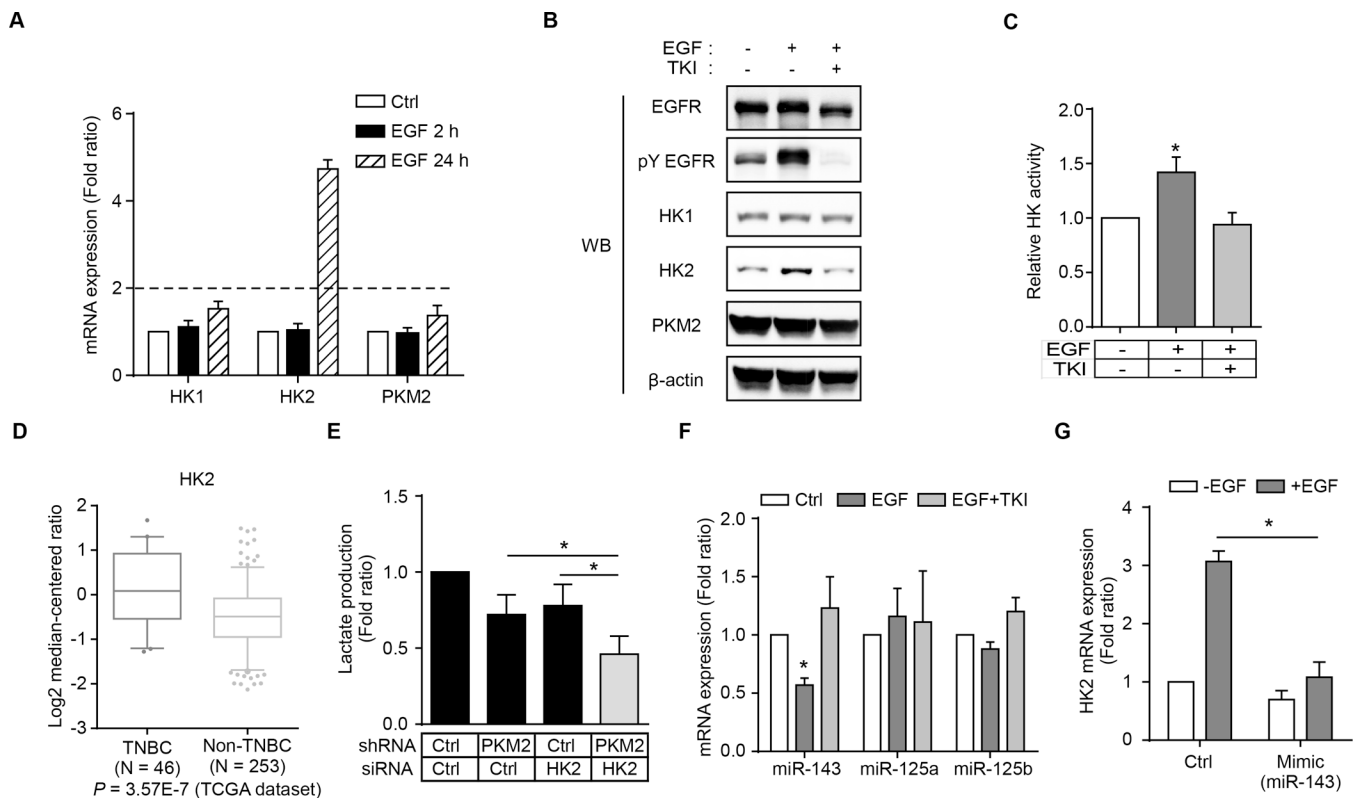 A
mRNA expression (Fold ratio)
6
4
2
0
Ctrl
EGF 2 h
EGF 24 h
HK1 HK2 PKM2
B
EGF : - + +
TKI : - - +
WB
EGFR
pY EGFR
HK1
HK2
PKM2
β-actin
C
Relative HK activity
2.0
1.5
1.0
0.5
0.0
EGF - + +
TKI - - +
D
HK2
Log2 median-centered ratio
2
1
0
-1
-2
-3
TNBC Non-TNBC
(N = 46) (N = 253)
P = 3.57E-7 (TCGA dataset)
E
Lactate production
(Fold ratio)
1.5
1.0
0.5
0.0
*
*
shRNA Ctrl PKM2 Ctrl PKM2
siRNA Ctrl Ctrl HK2 HK2
F
Ctrl EGF EGF+TKI
mRNA expression (Fold ratio)
2.0
1.5
1.0
0.5
0.0
*
miR-143 miR-125a miR-125b
G
-EGF +EGF
HK2 mRNA expression
(Fold ratio)
4
3
2
1
0
*
Ctrl Mimic
(miR-143)
*